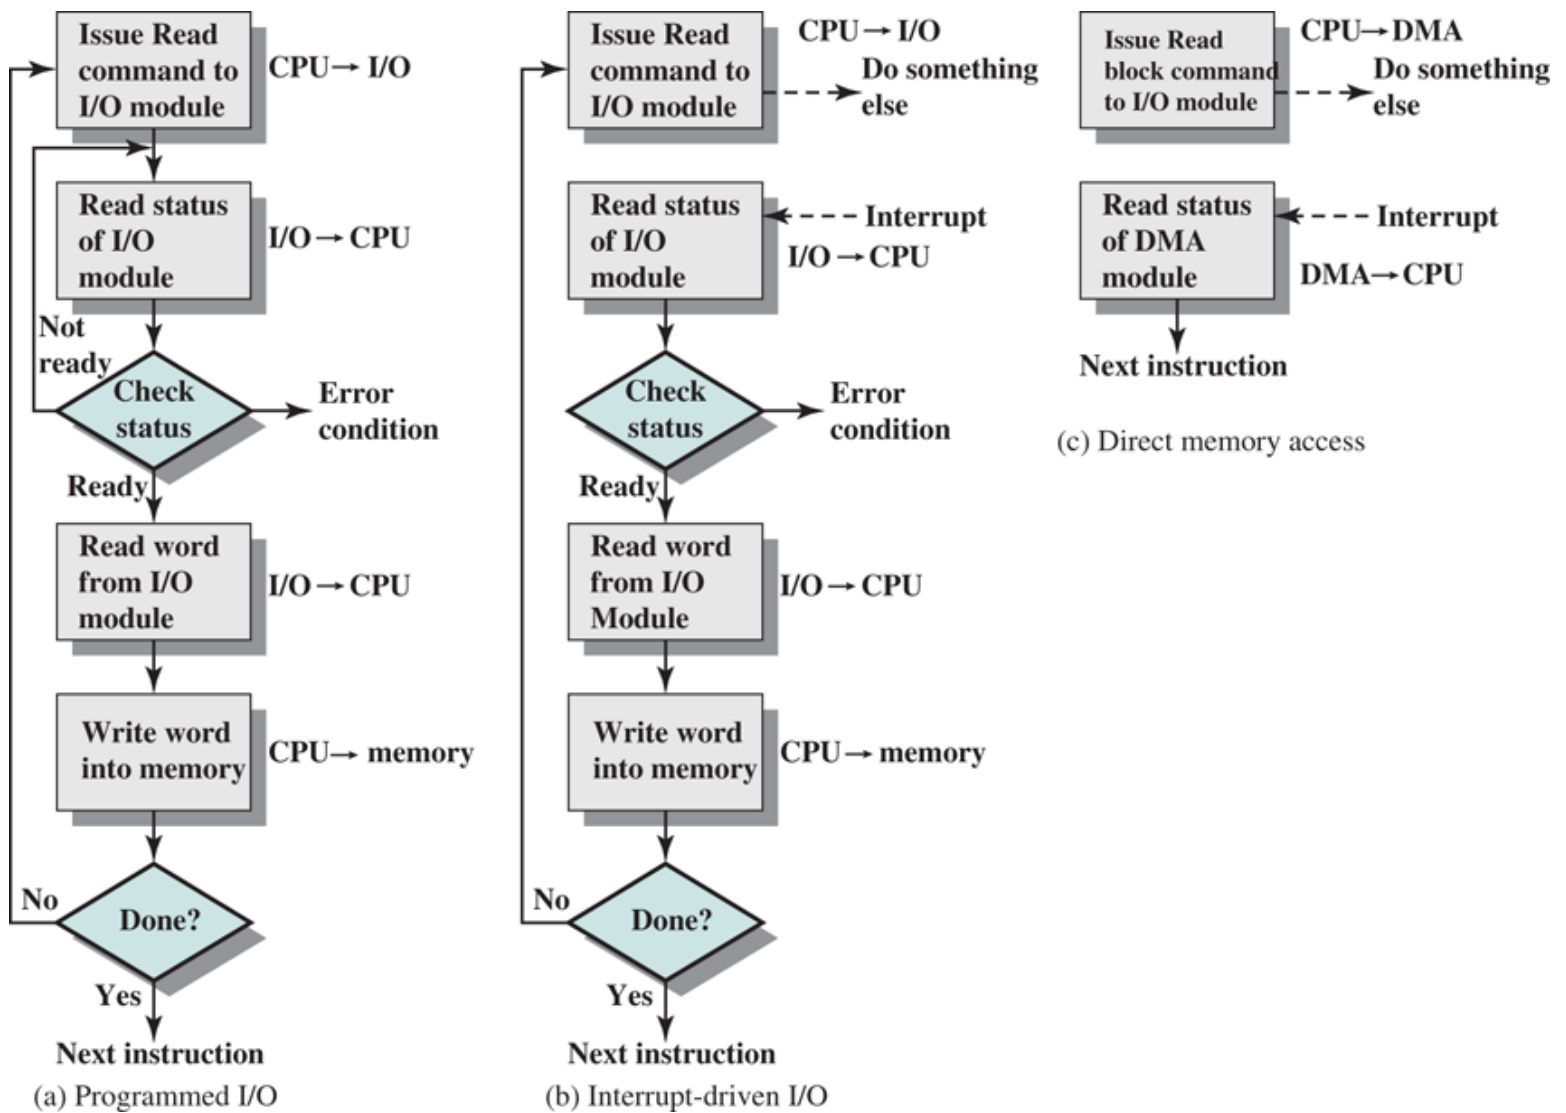 Issue Read
command to
I/O module
CPU → I/O
Read status
of I/O
module
I/O → CPU
Not
ready
Check
status
Error
condition
Ready
Read word
from I/O
module
I/O → CPU
Write word
into memory
CPU → memory
Done?
No
Yes
Next instruction
(a) Programmed I/O
Issue Read
command to
I/O module
CPU → I/O
Do something
else
Read status
of I/O
module
Interrupt
I/O → CPU
Check
status
Error
condition
Ready
Read word
from I/O
Module
I/O → CPU
Write word
into memory
CPU → memory
Done?
No
Yes
Next instruction
(b) Interrupt-driven I/O
Issue Read
block command
to I/O module
CPU → DMA
Do something
else
Read status
of DMA
module
Interrupt
DMA → CPU
Next instruction
(c) Direct memory access